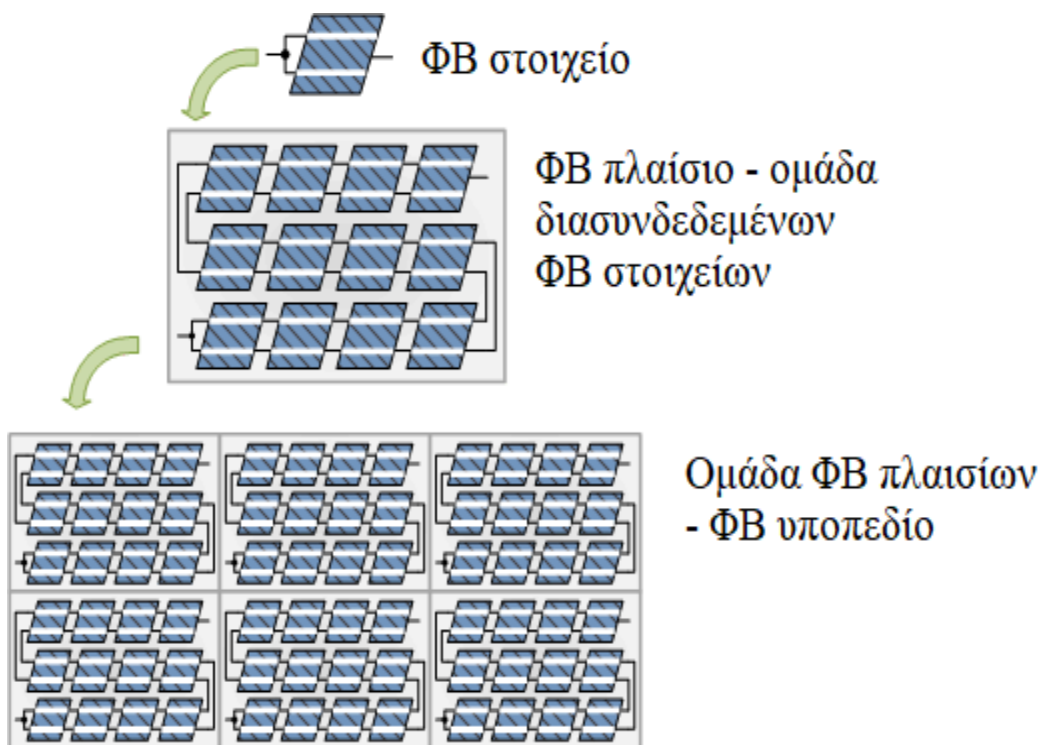 ΦΒ στοιχείο
ΦΒ πλαίσιο - ομάδα
διασυνδεδεμένων
ΦΒ στοιχείων
Ομάδα ΦΒ πλαισίων
- ΦΒ υποπεδίο